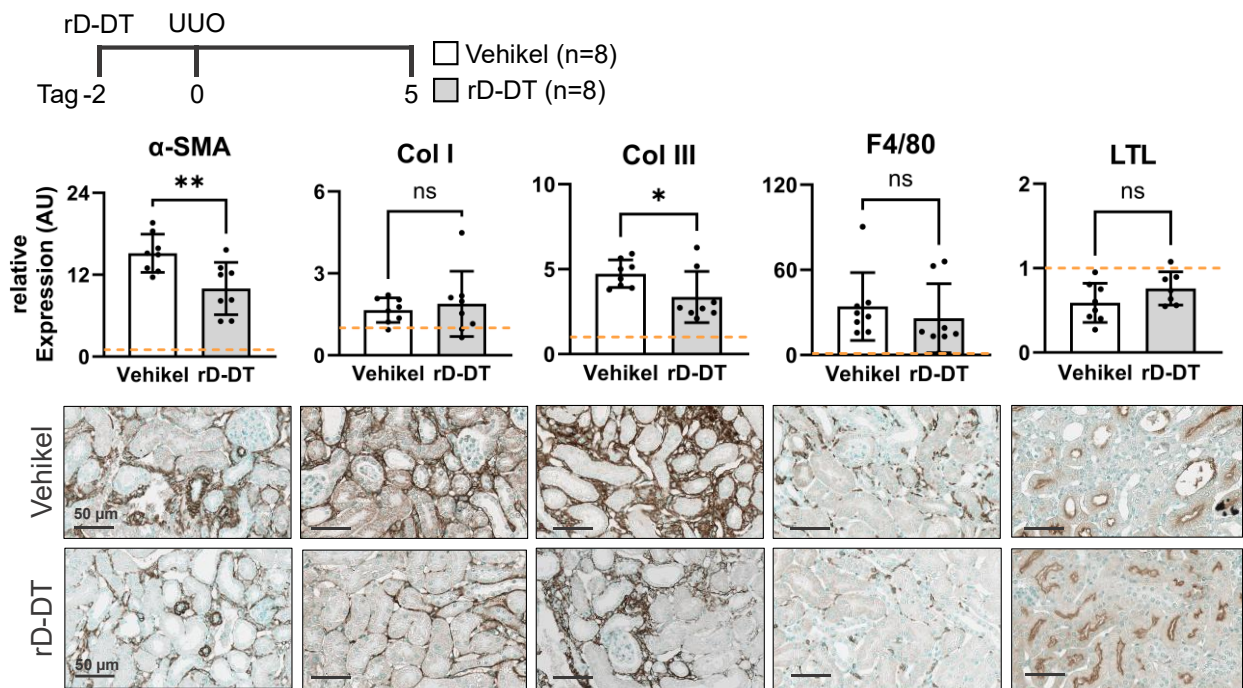 rD-DT UUO
Tag -2 0 5
Vehikel (n=8)
rD-DT (n=8)
α-SMA
Col I
Col III
F4/80
LTL
relative
Expression (AU)
24
12
0
**
Vehikel rD-DT
6
3
0
ns
Vehikel rD-DT
10
5
0
*
Vehikel rD-DT
120
60
0
ns
Vehikel rD-DT
2
1
0
ns
Vehikel rD-DT
Vehikel
50 µm
rD-DT
50 µm